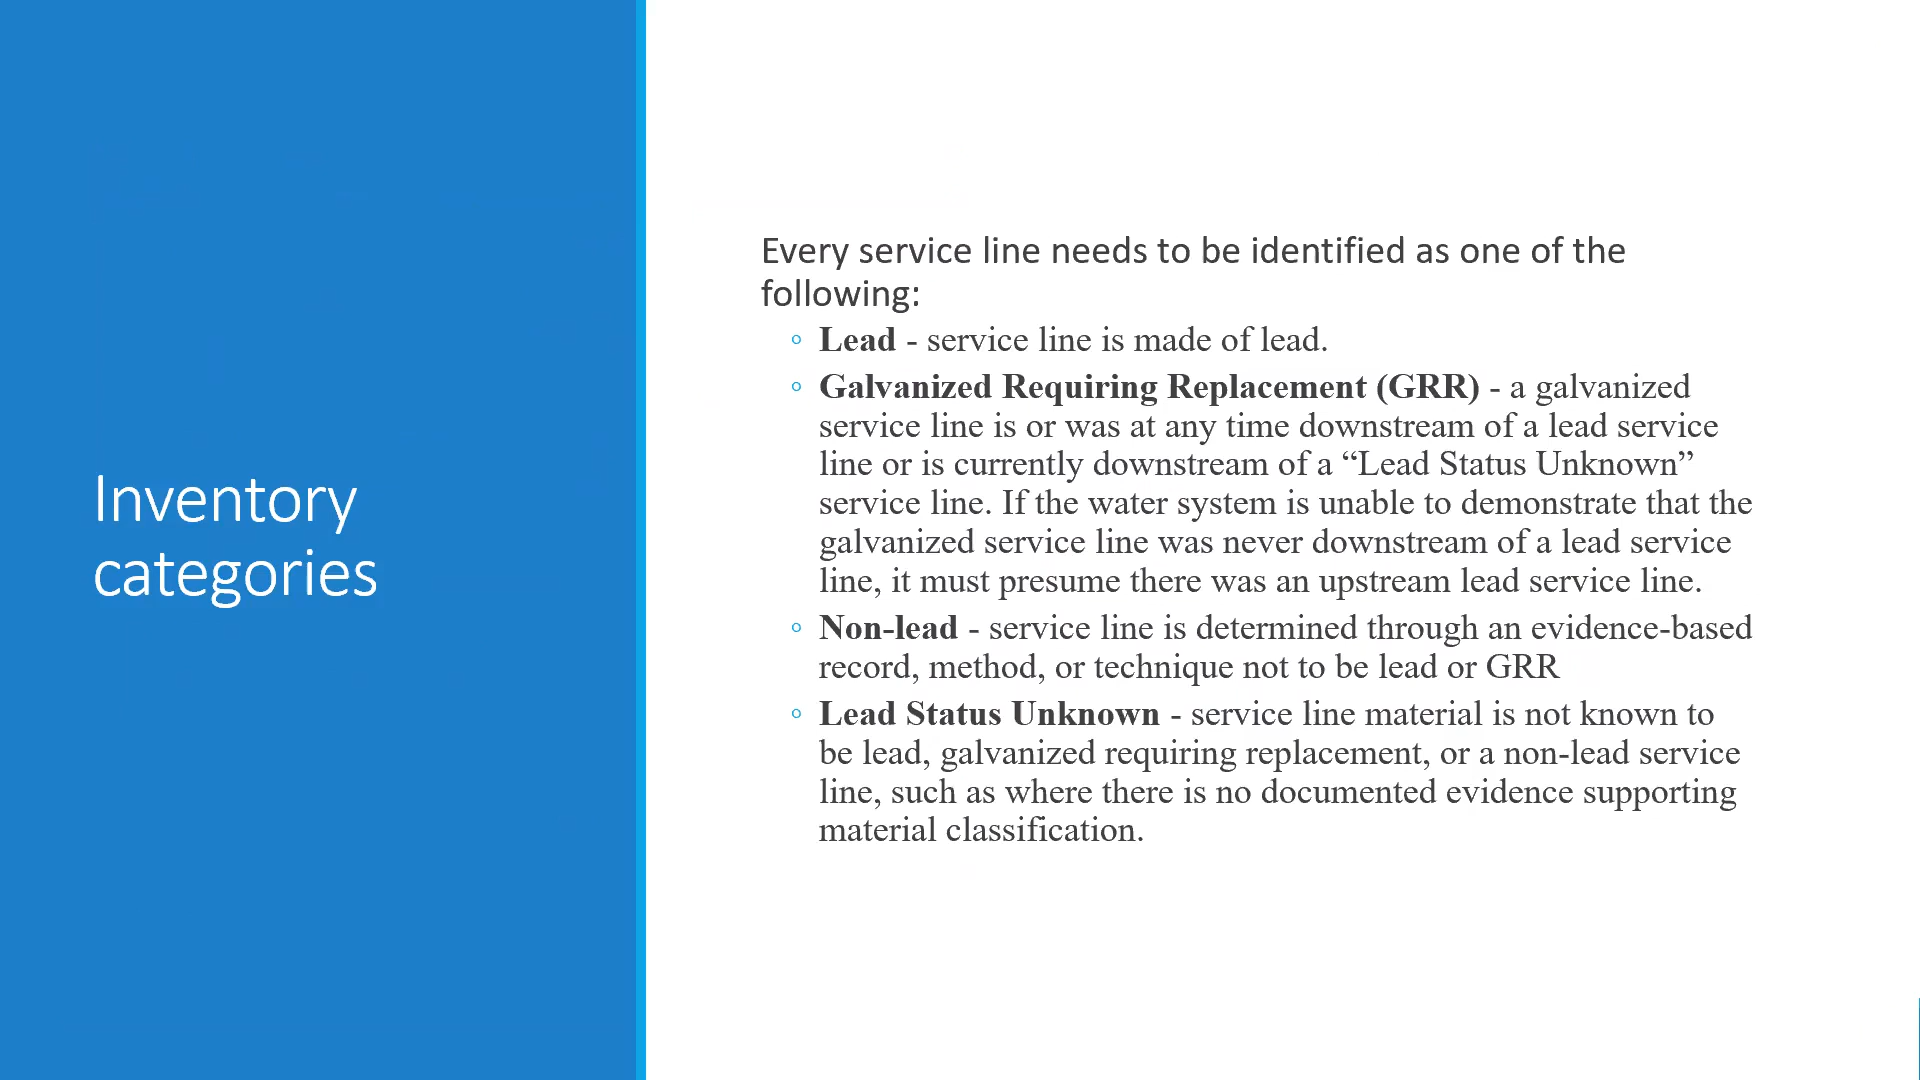 Inventory
categories
Every service line needs to be identified as one of the
following:
◦ Lead - service line is made of lead.
◦ Galvanized Requiring Replacement (GRR) - a galvanized
service line is or was at any time downstream of a lead service
line or is currently downstream of a “Lead Status Unknown”
service line. If the water system is unable to demonstrate that the
galvanized service line was never downstream of a lead service
line, it must presume there was an upstream lead service line.
◦ Non-lead - service line is determined through an evidence-based
record, method, or technique not to be lead or GRR
◦ Lead Status Unknown - service line material is not known to
be lead, galvanized requiring replacement, or a non-lead service
line, such as where there is no documented evidence supporting
material classification.